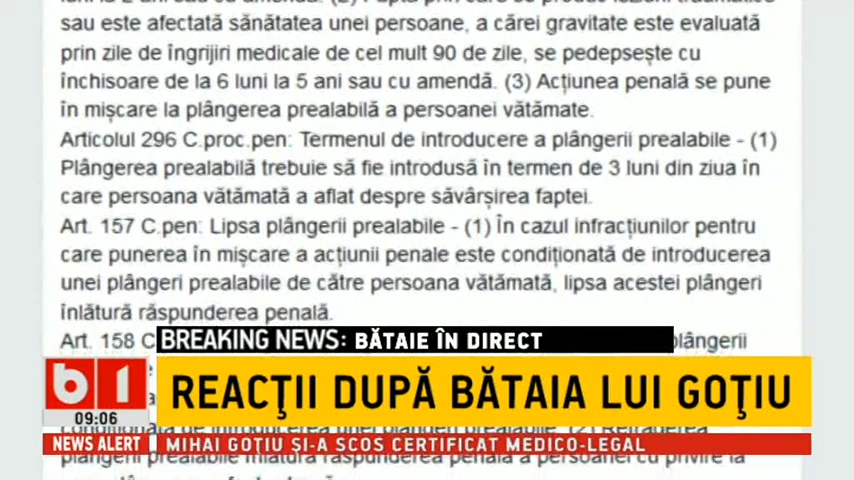 sau este afectată sănătatea unei persoane, a cărei gravitate este evaluată
prin zile de îngrijiri medicale de cel mult 90 de zile, se pedepsește cu
închisoare de la 6 luni la 5 ani sau cu amendă. (3) Acțiunea penală se pune
în mișcare la plângerea prealabilă a persoanei vătămate.
Articolul 296 C.proc.pen: Termenul de introducere a plângerii prealabile - (1)
Plângerea prealabilă trebuie să fie introdusă în termen de 3 luni din ziua în
care persoana vătămată a aflat despre săvârșirea faptei.
Art. 157 C.pen: Lipsa plângerii prealabile - (1) În cazul infracțiunilor pentru
care punerea în mișcare a acțiunii penale este condiționată de introducerea
unei plângeri prealabile de către persoana vătămată, lipsa acestei plângeri
înlătură răspunderea penală.
Art. 158 C
plângerii
BREAKING NEWS: BĂTAIE ÎN DIRECT
b1
REACŢII DUPĂ BĂTAIA LUI GOŢIU
09:06
NEWS ALERT
MIHAI GOȚIU ȘI-A SCOS CERTIFICAT MEDICO-LEGAL